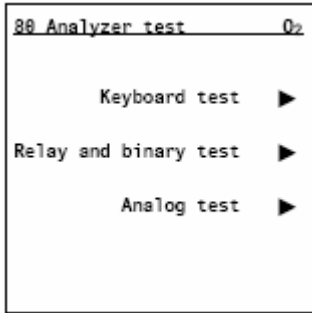 80 Analyzer test O₂
Keyboard test ▶
Relay and binary test ▶
Analog test ▶